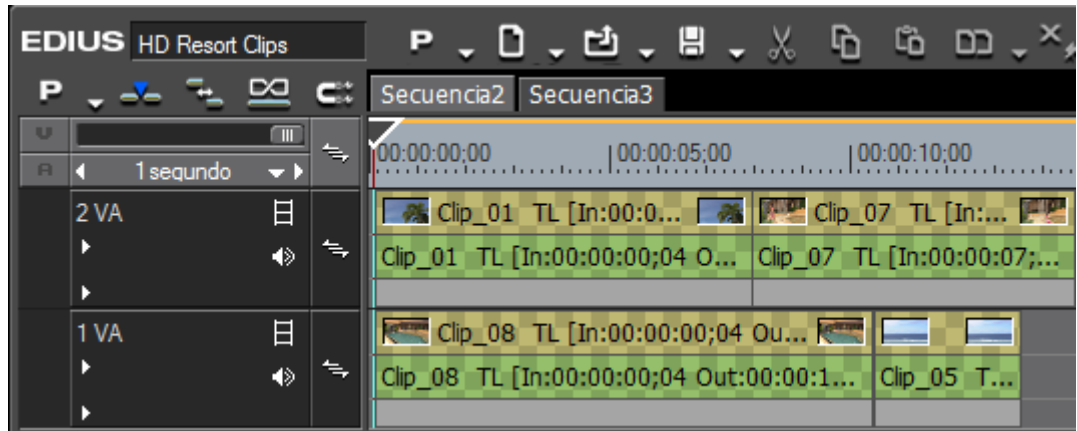 EDIUS HD Resort Clips P
P Secuencia2 Secuencia3
U
A 1 segundo 00:00:00;00 00:00:05;00 00:00:10;00
2 VA Clip_01 TL [In:00:0... Clip_07 TL [In:...
Clip_01 TL [In:00:00:00;04 O... Clip_07 TL [In:00:00:07;...
1 VA Clip_08 TL [In:00:00:00;04 Ou...
Clip_08 TL [In:00:00:00;04 Out:00:00:1... Clip_05 T...